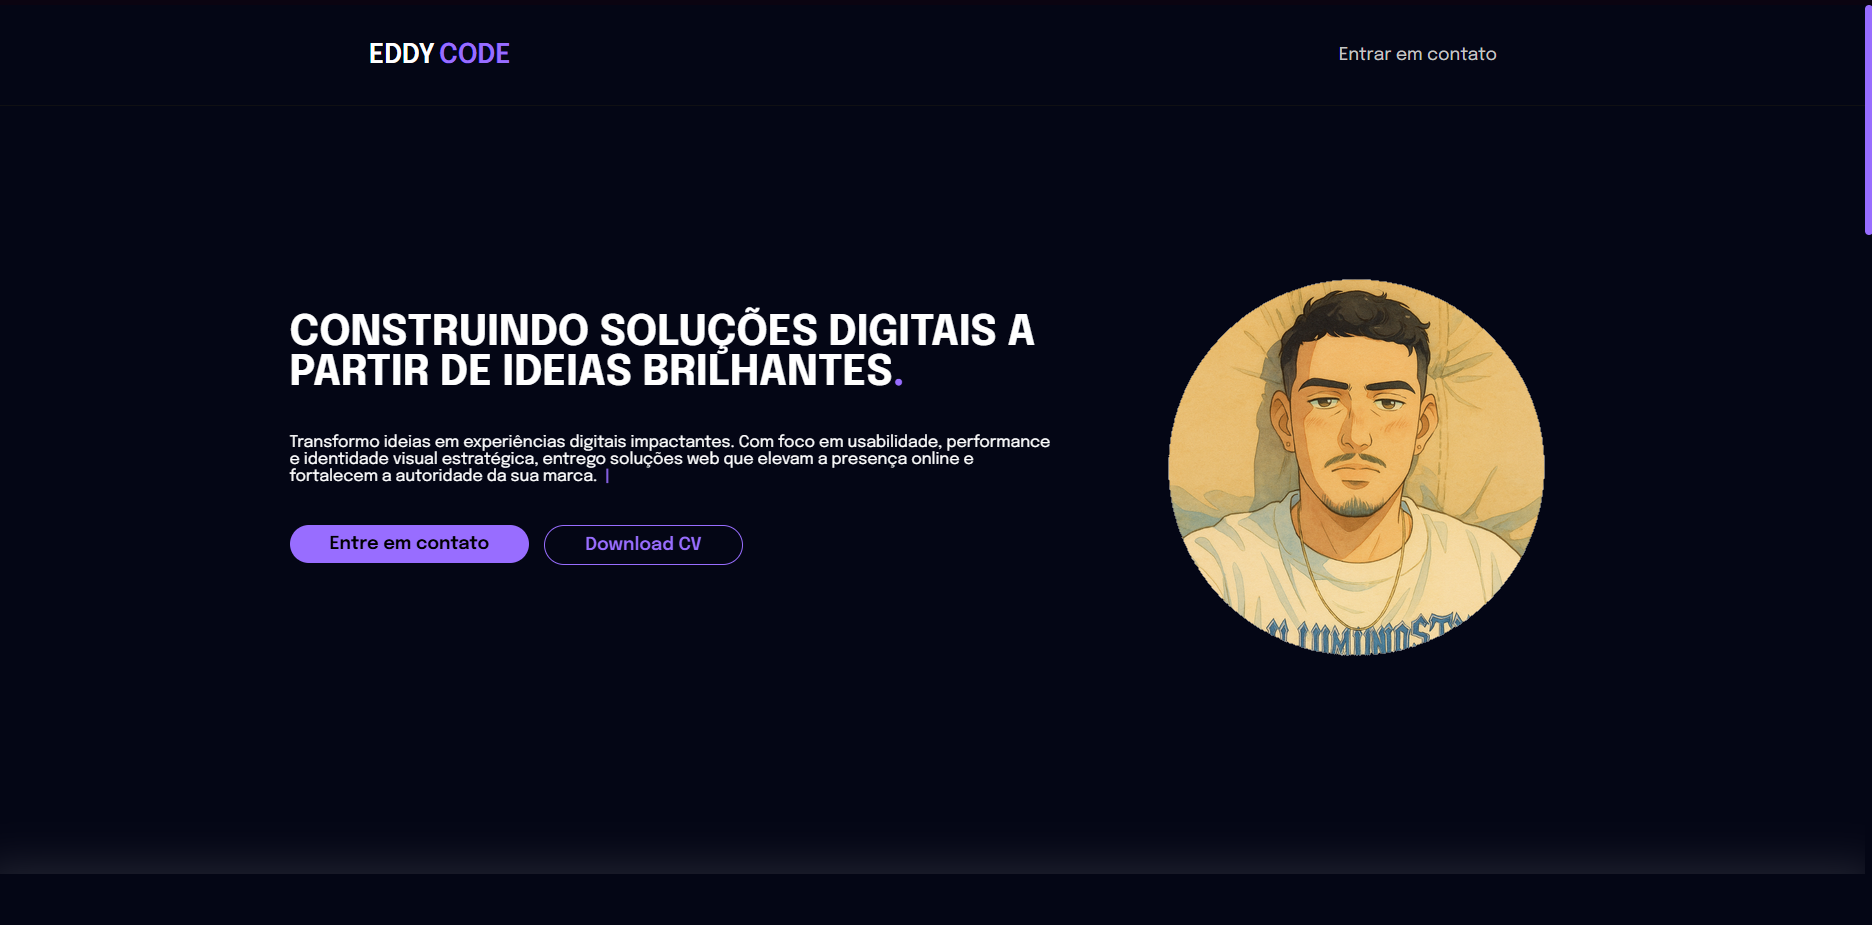 EDDY CODE
Entrar em contato
CONSTRUINDO SOLUÇÕES DIGITAIS A
PARTIR DE IDEIAS BRILHANTES.
Transformo ideias em experiências digitais impactantes. Com foco em usabilidade, performance
e identidade visual estratégica, entrego soluções web que elevam a presença online e
fortalecem a autoridade da sua marca. |
Entre em contato
Download CV